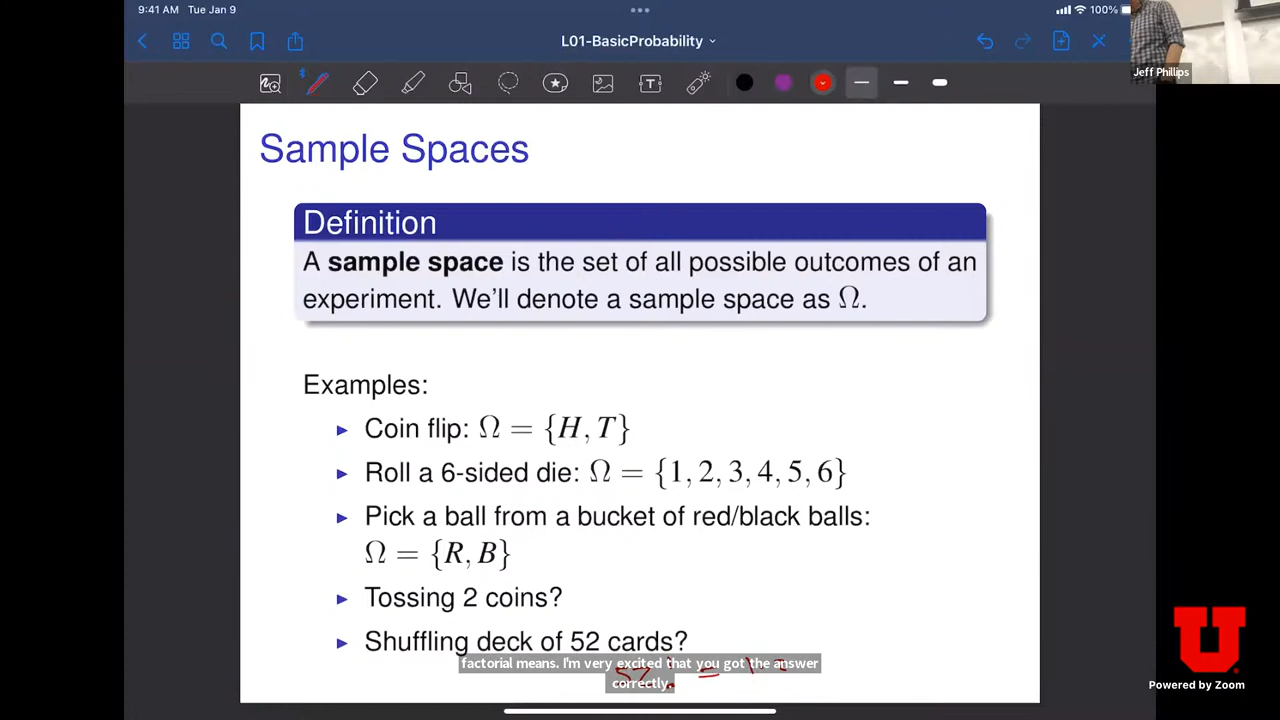 9:41 AM Tue Jan 9
100%
L01-BasicProbability
Jeff Phillips
Sample Spaces
Definition
A sample space is the set of all possible outcomes of an
experiment. We'll denote a sample space as Ω.
Examples:
▸ Coin flip: Ω = {H, T}
▸ Roll a 6-sided die: Ω = {1, 2, 3, 4, 5, 6}
▸ Pick a ball from a bucket of red/black balls:
Ω = {R, B}
▸ Tossing 2 coins?
▸ Shuffling deck of 52 cards?
factorial means. I'm very excited that you got the answer
correctly.
Powered by Zoom